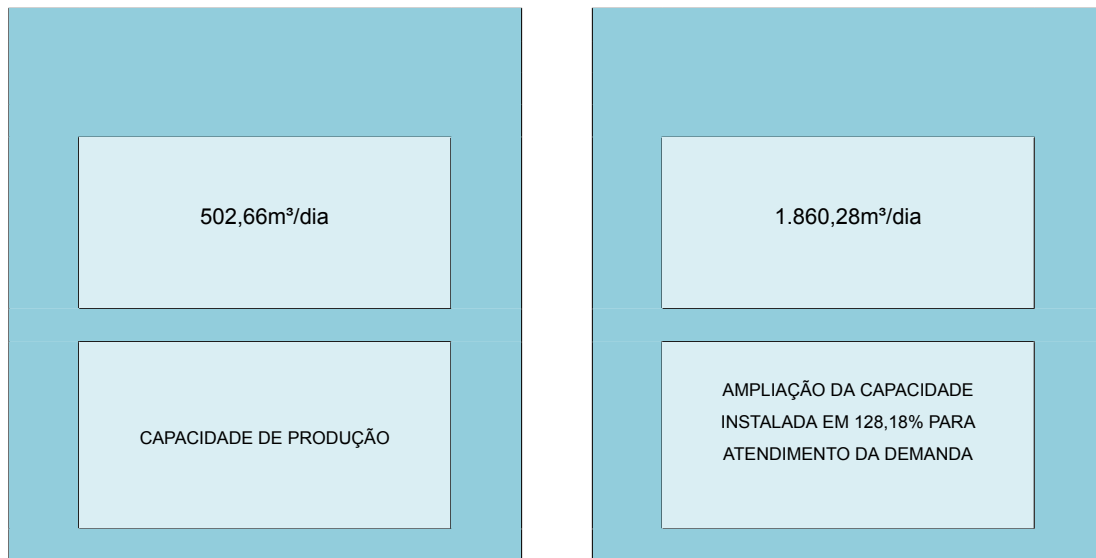 502,66m³/dia
CAPACIDADE DE PRODUÇÃO
1.860,28m³/dia
AMPLIAÇÃO DA CAPACIDADE
INSTALADA EM 128,18% PARA
ATENDIMENTO DA DEMANDA